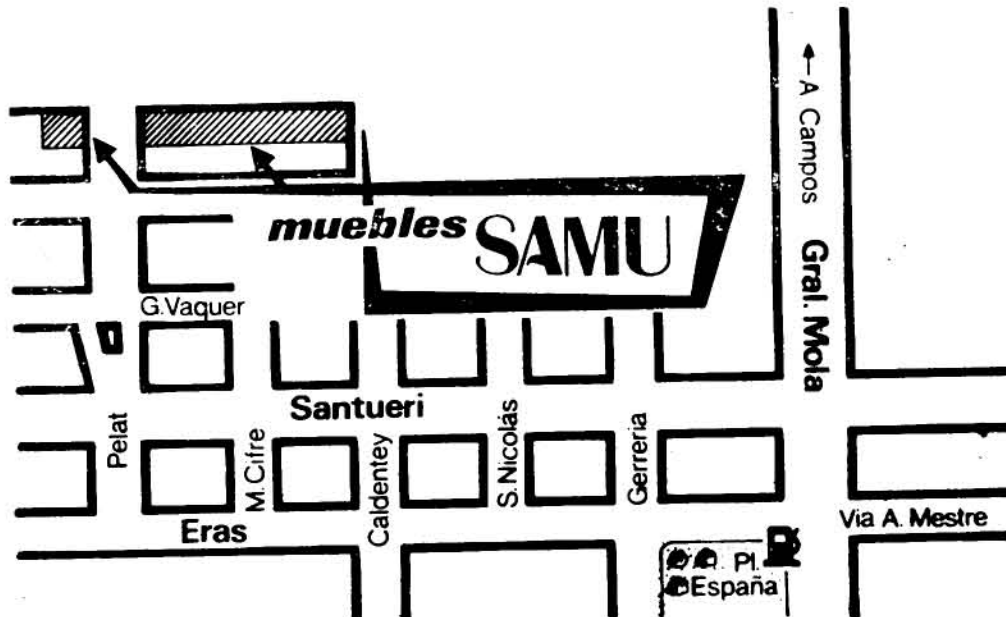 ← A Campos
muebles SAMU
Gral. Mola
G.Vaquer
Santueri
Pelat
M.Cifre
Caldentey
S.Nicolás
Gerreria
Eras
Via A. Mestre
Pl.
España